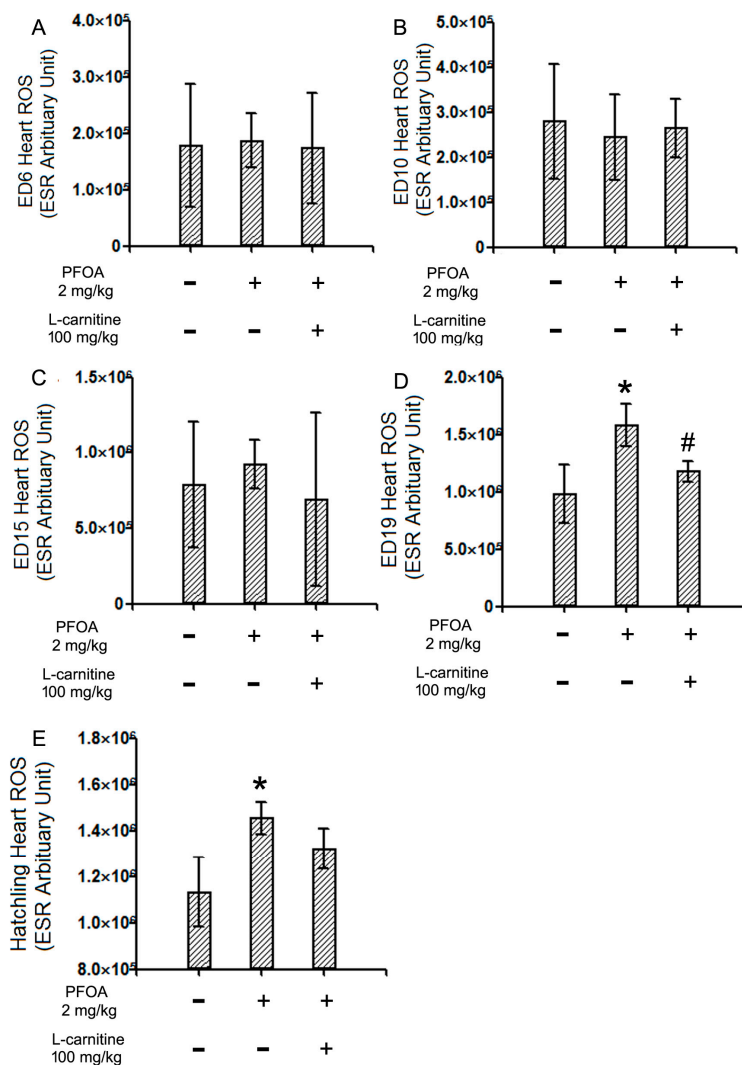 A
ED6 Heart ROS
(ESR Arbituary Unit)
4.0×10⁵
3.0×10⁵
2.0×10⁵
1.0×10⁵
0
PFOA
2 mg/kg
− + +
L-carnitine
100 mg/kg
− − +
B
ED10 Heart ROS
(ESR Arbituary Unit)
5.0×10⁵
4.0×10⁵
3.0×10⁵
2.0×10⁵
1.0×10⁵
0
PFOA
2 mg/kg
− + +
L-carnitine
100 mg/kg
− − +
C
ED15 Heart ROS
(ESR Arbituary Unit)
1.5×10⁶
1.0×10⁶
5.0×10⁵
0
PFOA
2 mg/kg
− + +
L-carnitine
100 mg/kg
− − +
D
ED19 Heart ROS
(ESR Arbituary Unit)
2.0×10⁶
1.5×10⁶
1.0×10⁶
5.0×10⁵
0
*
#
PFOA
2 mg/kg
− + +
L-carnitine
100 mg/kg
− − +
E
Hatchling Heart ROS
(ESR Arbituary Unit)
1.8×10⁶
1.6×10⁶
1.4×10⁶
1.2×10⁶
1.0×10⁶
8.0×10⁵
*
PFOA
2 mg/kg
− + +
L-carnitine
100 mg/kg
− − +